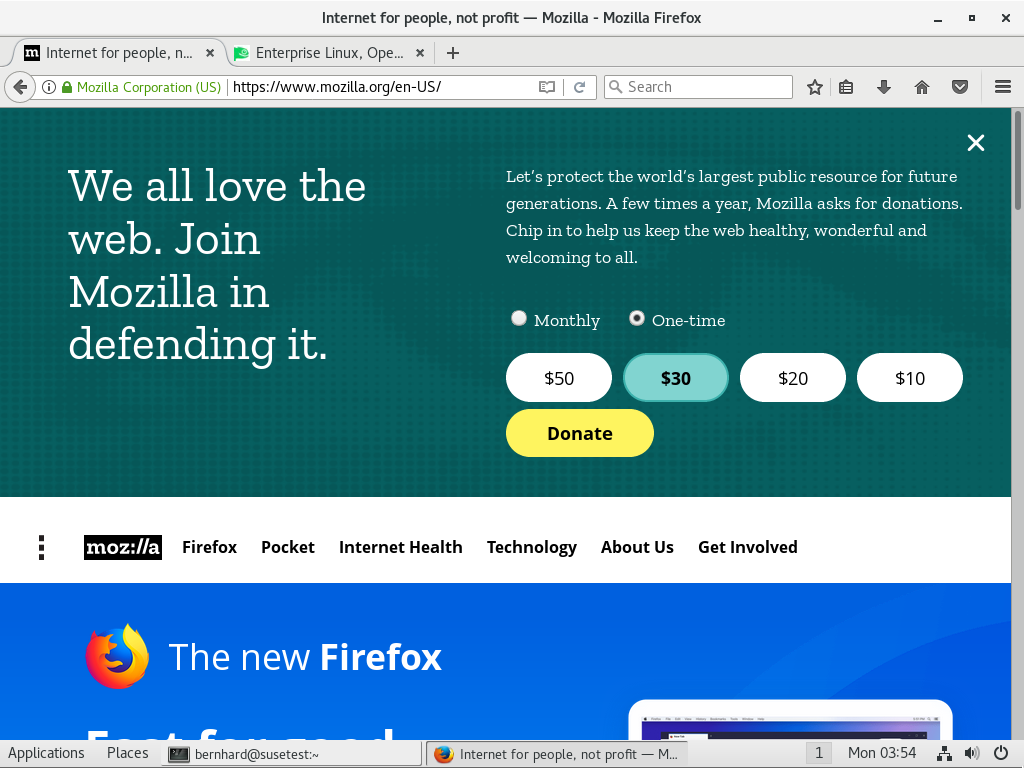 Internet for people, not profit — Mozilla - Mozilla Firefox
Internet for people, n...
Enterprise Linux, Ope...
Mozilla Corporation (US)
https://www.mozilla.org/en-US/
Search
We all love the
web. Join
Mozilla in
defending it.
Let’s protect the world’s largest public resource for future
generations. A few times a year, Mozilla asks for donations.
Chip in to help us keep the web healthy, wonderful and
welcoming to all.
Monthly
One-time
$50
$30
$20
$10
Donate
moz://a
Firefox
Pocket
Internet Health
Technology
About Us
Get Involved
The new Firefox
Fast for good.
Applications
Places
bernhard@susetest:~
Internet for people, not profit — M...
1
Mon 03:54